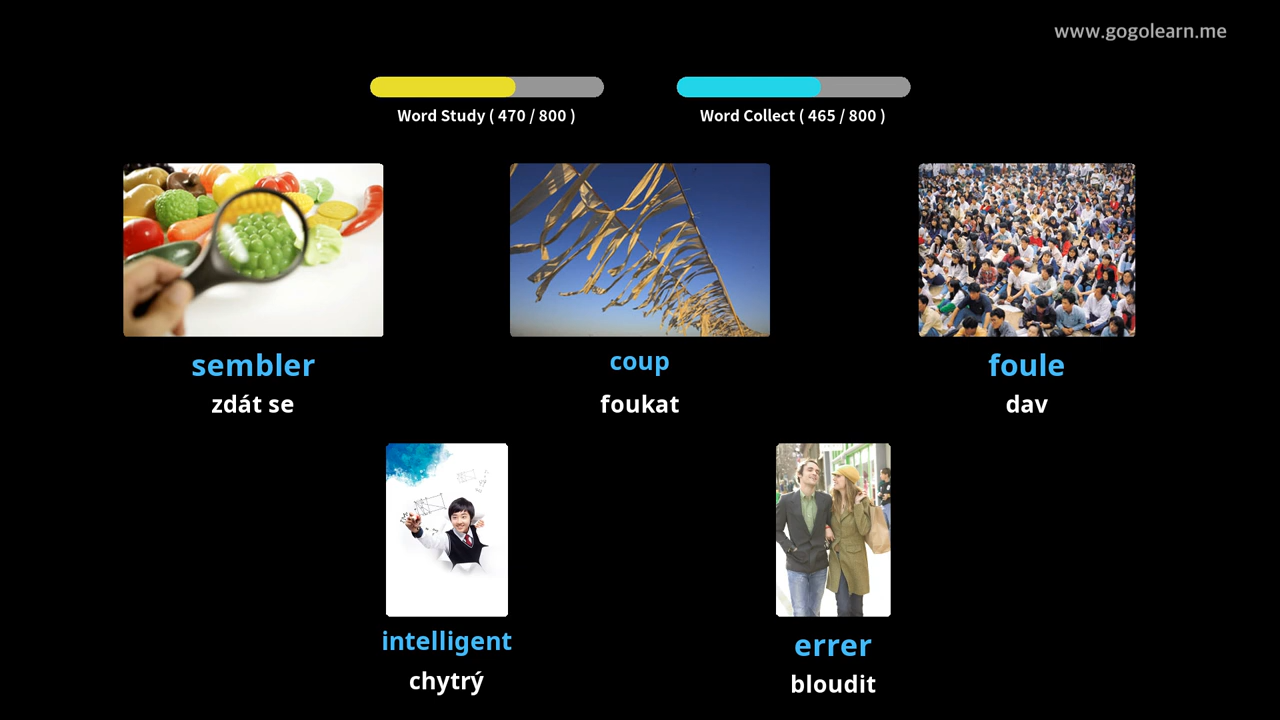 www.gogolearn.me
Word Study ( 470 / 800 )
Word Collect ( 465 / 800 )
sembler
zdát se
coup
foukat
foule
dav
intelligent
chytrý
errer
bloudit